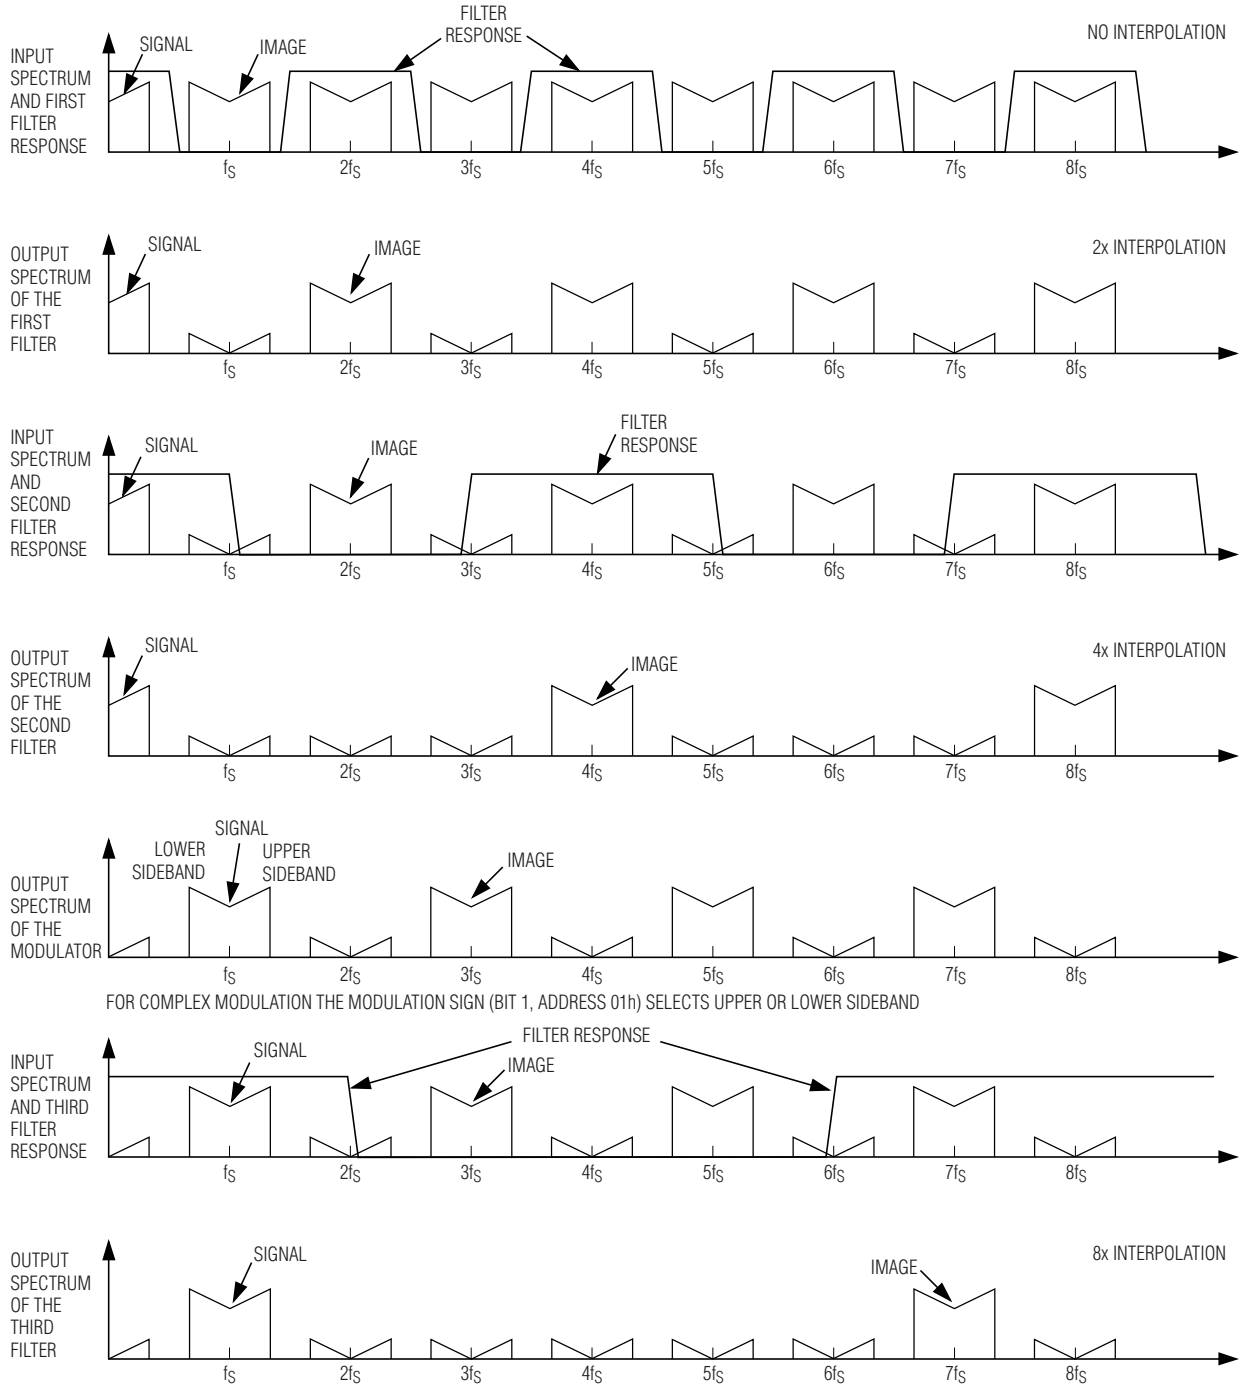 FILTER
RESPONSE
NO INTERPOLATION
SIGNAL
IMAGE
INPUT
SPECTRUM
AND FIRST
FILTER
RESPONSE
fS 2fS 3fS 4fS 5fS 6fS 7fS 8fS
SIGNAL
IMAGE
2x INTERPOLATION
OUTPUT
SPECTRUM
OF THE
FIRST
FILTER
fS 2fS 3fS 4fS 5fS 6fS 7fS 8fS
FILTER
RESPONSE
SIGNAL
IMAGE
INPUT
SPECTRUM
AND
SECOND
FILTER
RESPONSE
fS 2fS 3fS 4fS 5fS 6fS 7fS 8fS
SIGNAL
IMAGE
4x INTERPOLATION
OUTPUT
SPECTRUM
OF THE
SECOND
FILTER
fS 2fS 3fS 4fS 5fS 6fS 7fS 8fS
SIGNAL
LOWER
SIDEBAND
UPPER
SIDEBAND
IMAGE
OUTPUT
SPECTRUM
OF THE
MODULATOR
fS 2fS 3fS 4fS 5fS 6fS 7fS 8fS
FOR COMPLEX MODULATION THE MODULATION SIGN (BIT 1, ADDRESS 01h) SELECTS UPPER OR LOWER SIDEBAND
FILTER RESPONSE
SIGNAL
IMAGE
INPUT
SPECTRUM
AND THIRD
FILTER
RESPONSE
fS 2fS 3fS 4fS 5fS 6fS 7fS 8fS
SIGNAL
IMAGE
8x INTERPOLATION
OUTPUT
SPECTRUM
OF THE
THIRD
FILTER
fS 2fS 3fS 4fS 5fS 6fS 7fS 8fS